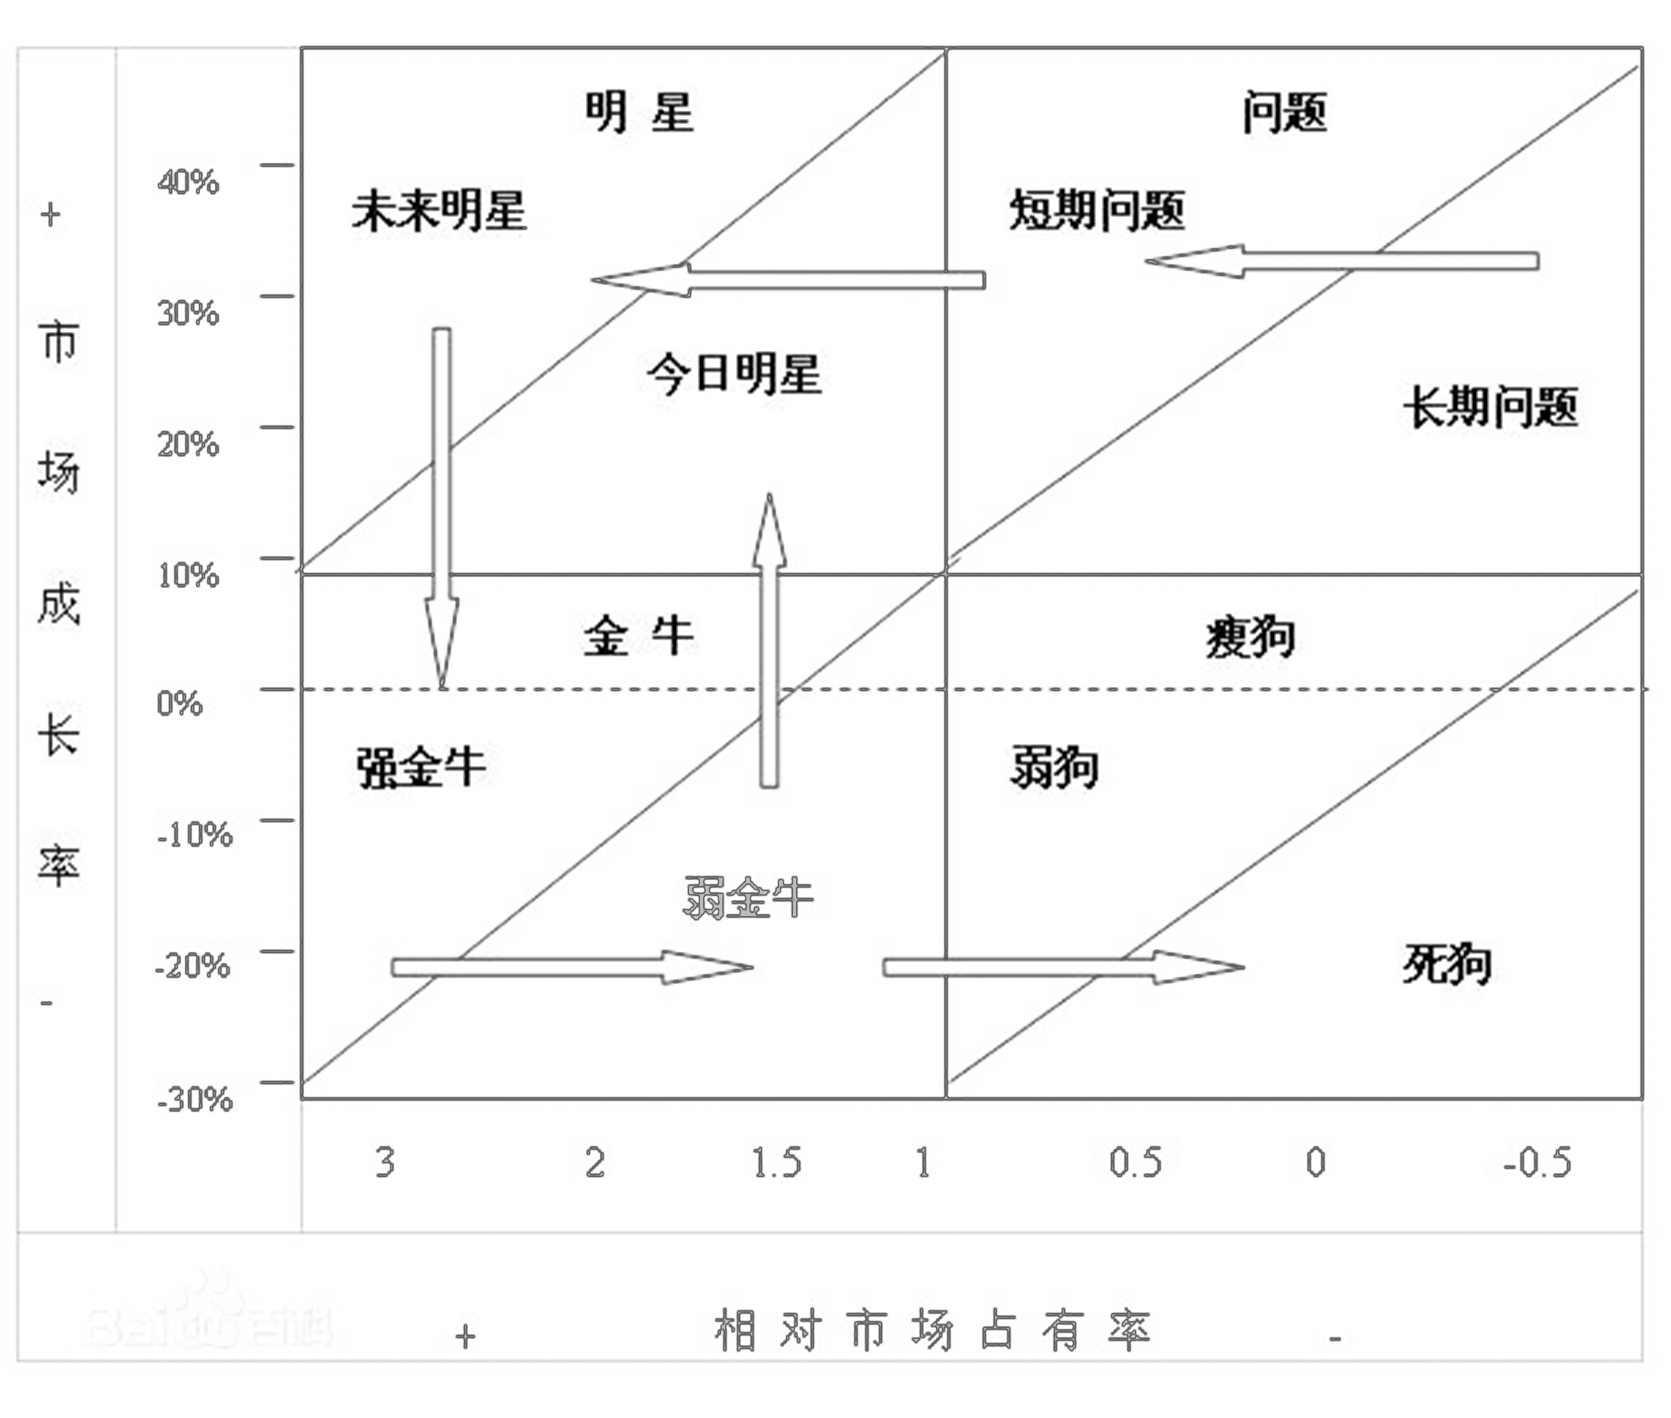 明 星
问题
40%
+
未来明星
短期问题
30%
市
今日明星
长期问题
20%
场
10%
成
金 牛
瘦狗
0%
长
强金牛
弱狗
-10%
率
弱金牛
-20%
死狗
-
-30%
3 2 1.5 1 0.5 0 -0.5
+ 相对市场占有率 -
Bai 百科